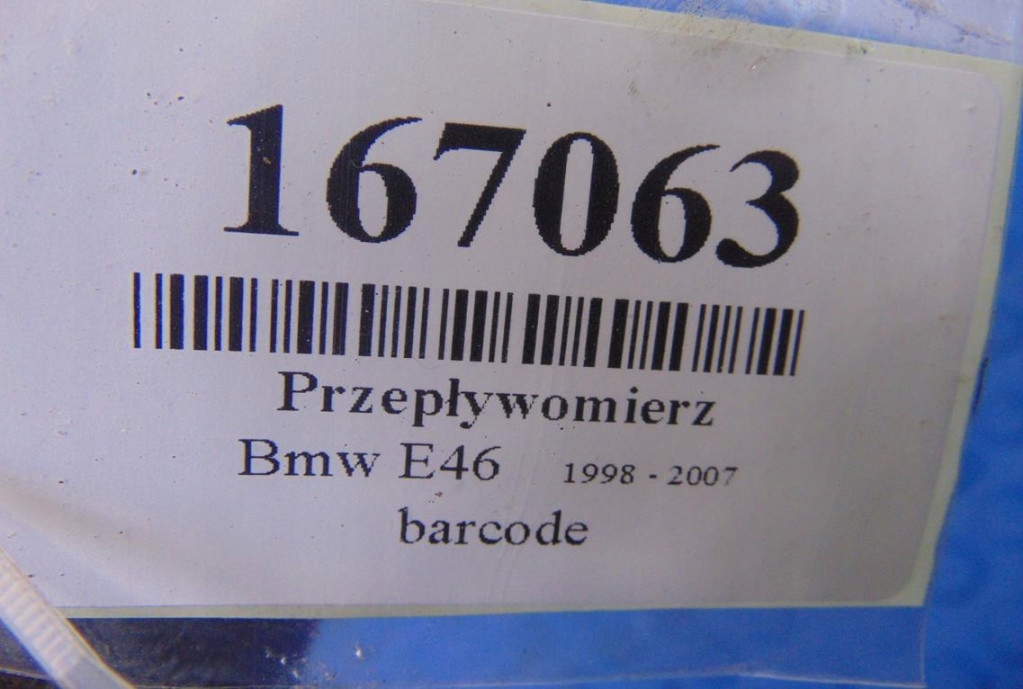 167063
Przepływomierz
Bmw E46 1998 - 2007
barcode